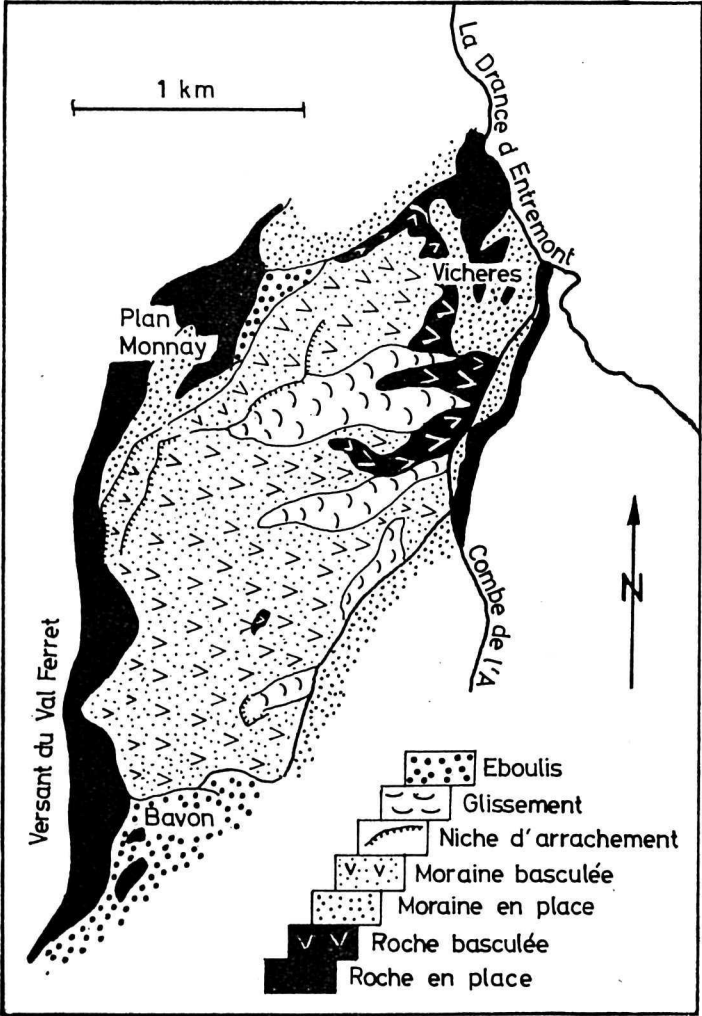 1 km
La Drance d Entremont
Vicheres
Plan
Monnay
Combe de l'A
N
Versant du Val Ferret
Bavon
Eboulis
Glissement
Niche d'arrachement
Moraine basculée
Moraine en place
Roche basculée
Roche en place